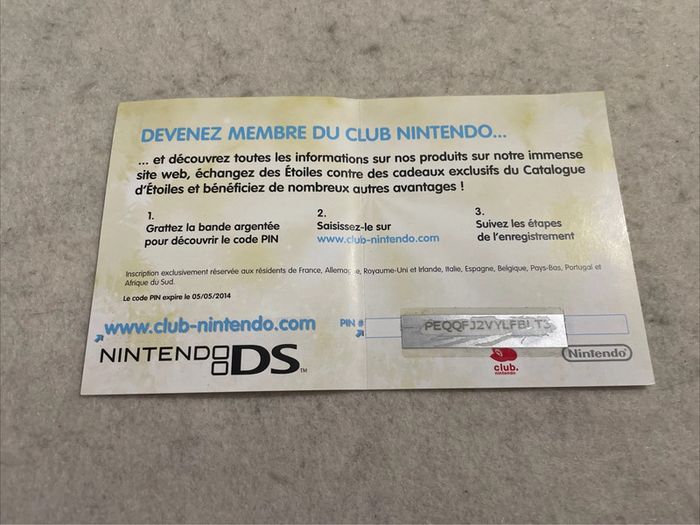 DEVENEZ MEMBRE DU CLUB NINTENDO...
... et découvrez toutes les informations sur nos produits sur notre immense
site web, échangez des Étoiles contre des cadeaux exclusifs du Catalogue
d'Étoiles et bénéficiez de nombreux autres avantages !
1.
Grattez la bande argentée
pour découvrir le code PIN
2.
Saisissez-le sur
www.club-nintendo.com
3.
Suivez les étapes
de l'enregistrement
Inscription exclusivement réservée aux résidents de France, Allemagne, Royaume-Uni et Irlande, Italie, Espagne, Belgique, Pays-Bas, Portugal et
Afrique du Sud.
Le code PIN expire le 05/05/2014
www.club-nintendo.com
PIN #
NINTENDO DS™
club.
nintendo
Nintendo